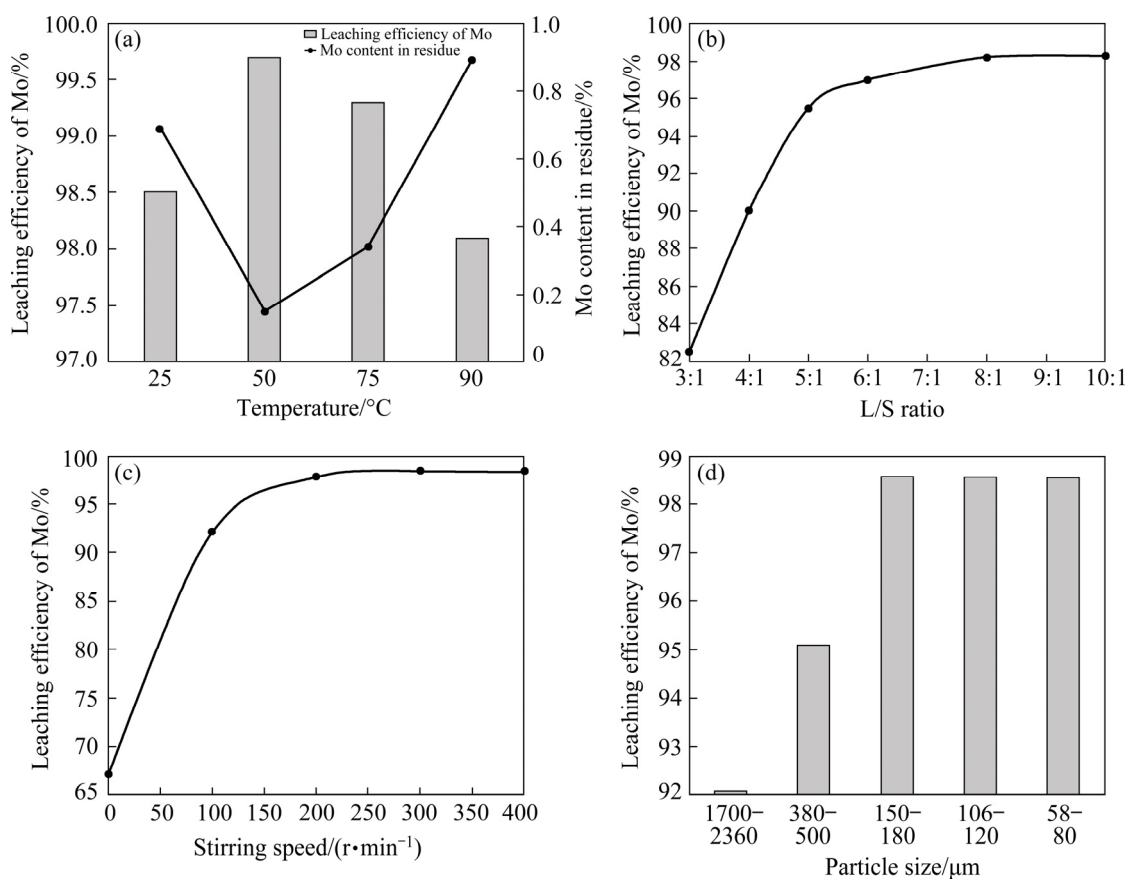 (a)
Leaching efficiency of Mo
Mo content in residue
100.0
99.5
99.0
98.5
98.0
97.5
97.0
Leaching efficiency of Mo/%
1.0
0.8
0.6
0.4
0.2
0
Mo content in residue/%
25 50 75 90
Temperature/°C
(b)
98
96
94
92
90
88
86
84
82
Leaching efficiency of Mo/%
3:1 4:1 5:1 6:1 7:1 8:1 9:1 10:1
L/S ratio
(c)
100
95
90
85
80
75
70
65
Leaching efficiency of Mo/%
0 50 100 150 200 250 300 350 400
Stirring speed/(r•min⁻¹)
(d)
99
98
97
96
95
94
93
92
Leaching efficiency of Mo/%
1700− 380− 150− 106− 58−
2360 500 180 120 80
Particle size/μm